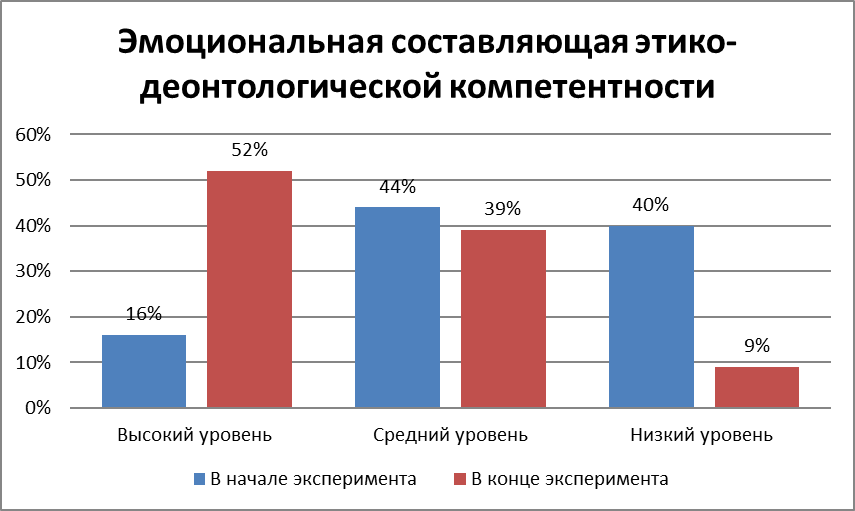 Эмоциональная составляющая этико-
деонтологической компетентности
60%
50%
40%
30%
20%
10%
0%
16%
52%
44%
39%
40%
9%
Высокий уровень
Средний уровень
Низкий уровень
В начале эксперимента
В конце эксперимента